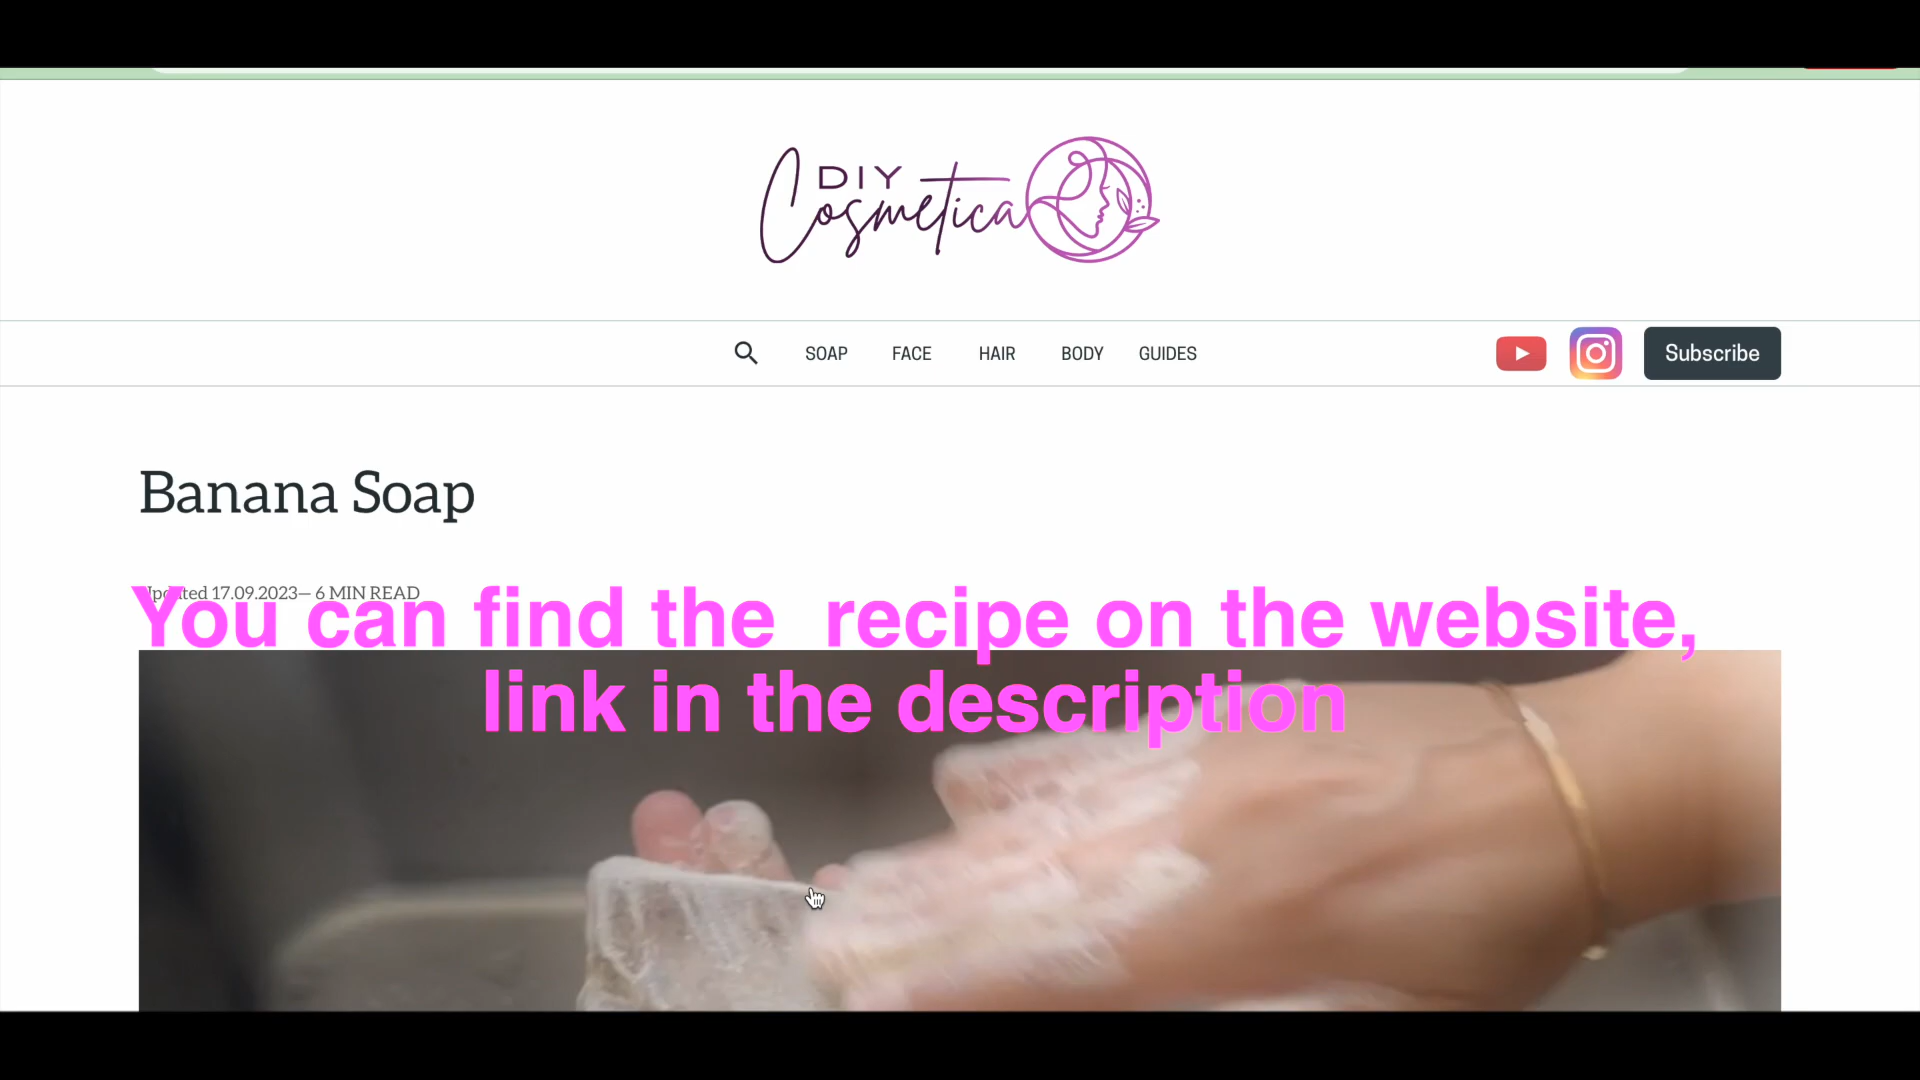 DIY
Cosmetica
SOAP FACE HAIR BODY GUIDES Subscribe
Banana Soap
Updated 17.09.2023— 6 MIN READ
You can find the recipe on the website,
link in the description